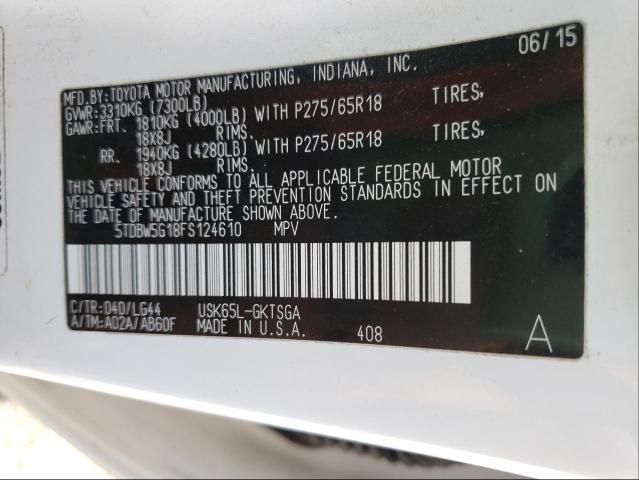 06/15
MFD.BY:TOYOTA MOTOR MANUFACTURING, INDIANA, INC.
GVWR:3310KG (7300LB)
GAWR:FRT. 1810KG (4000LB) WITH P275/65R18 TIRES,
18X8J RIMS.
RR. 1940KG (4280LB) WITH P275/65R18 TIRES,
18X8J RIMS.
THIS VEHICLE CONFORMS TO ALL APPLICABLE FEDERAL MOTOR
VEHICLE SAFETY AND THEFT PREVENTION STANDARDS IN EFFECT ON
THE DATE OF MANUFACTURE SHOWN ABOVE.
5TDBW5G18FS124610 MPV
C/TR:040/LG44 USK65L-GKTSGA
A/TM:A02A/AB60F MADE IN U.S.A. 408
A